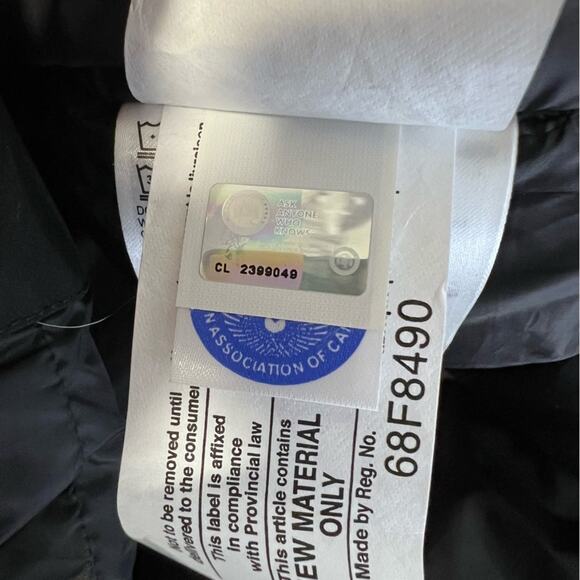 ASK
ANYONE
WHO
KNOWS
CL 2399049
ASSOCIATION OF
Not to be removed until
delivered to the consumer
This label is affixed
in compliance
with Provincial law
This article contains
NEW MATERIAL
ONLY
Made by Reg. No.
68F8490